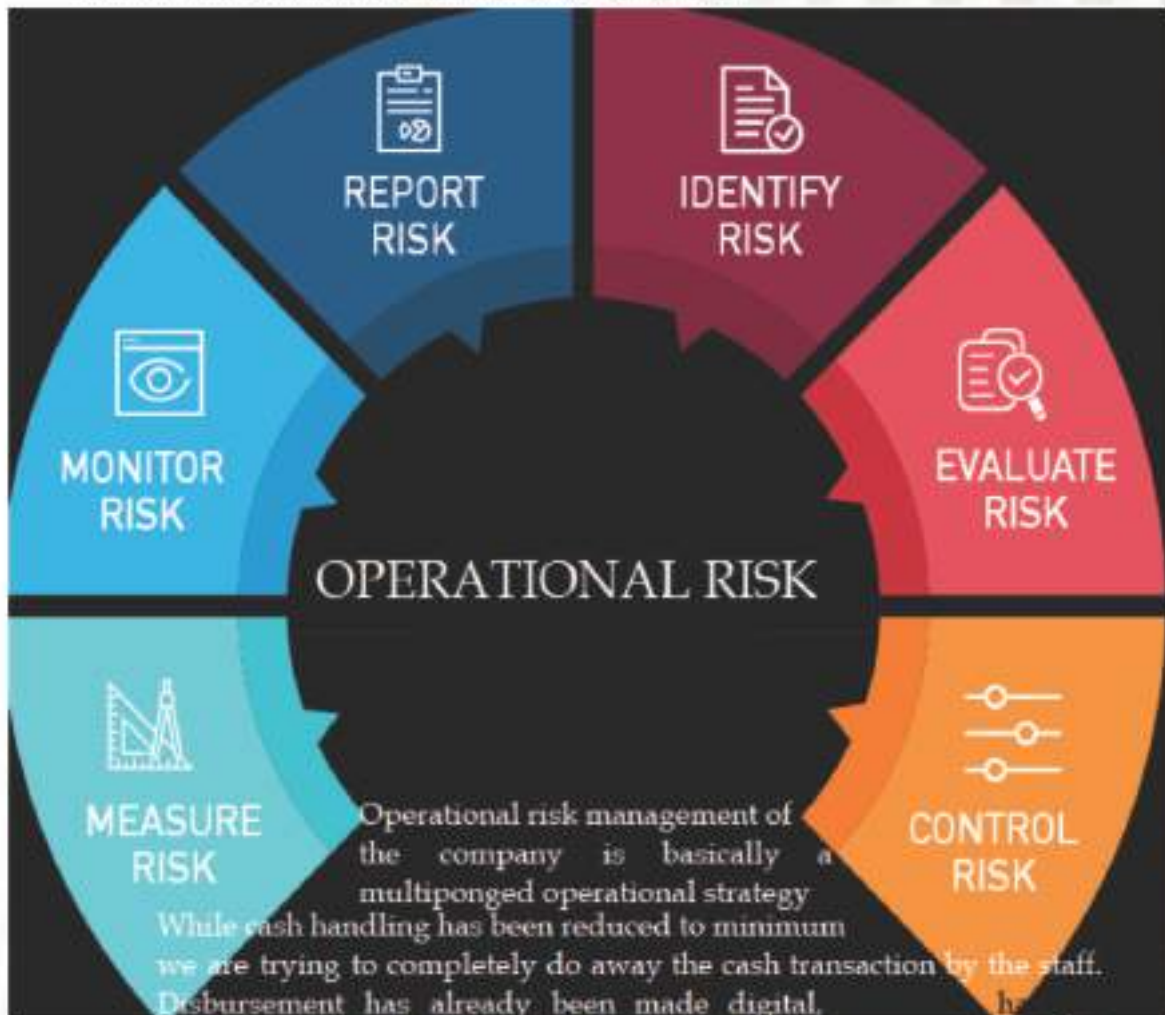 REPORT
RISK
IDENTIFY
RISK
MONITOR
RISK
EVALUATE
RISK
OPERATIONAL RISK
MEASURE
RISK
CONTROL
RISK
Operational risk management of
the company is basically a
multiponged operational strategy
While cash handling has been reduced to minimum
we are trying to completely do away the cash transaction by the staff.
Disbursement has already been made digital,